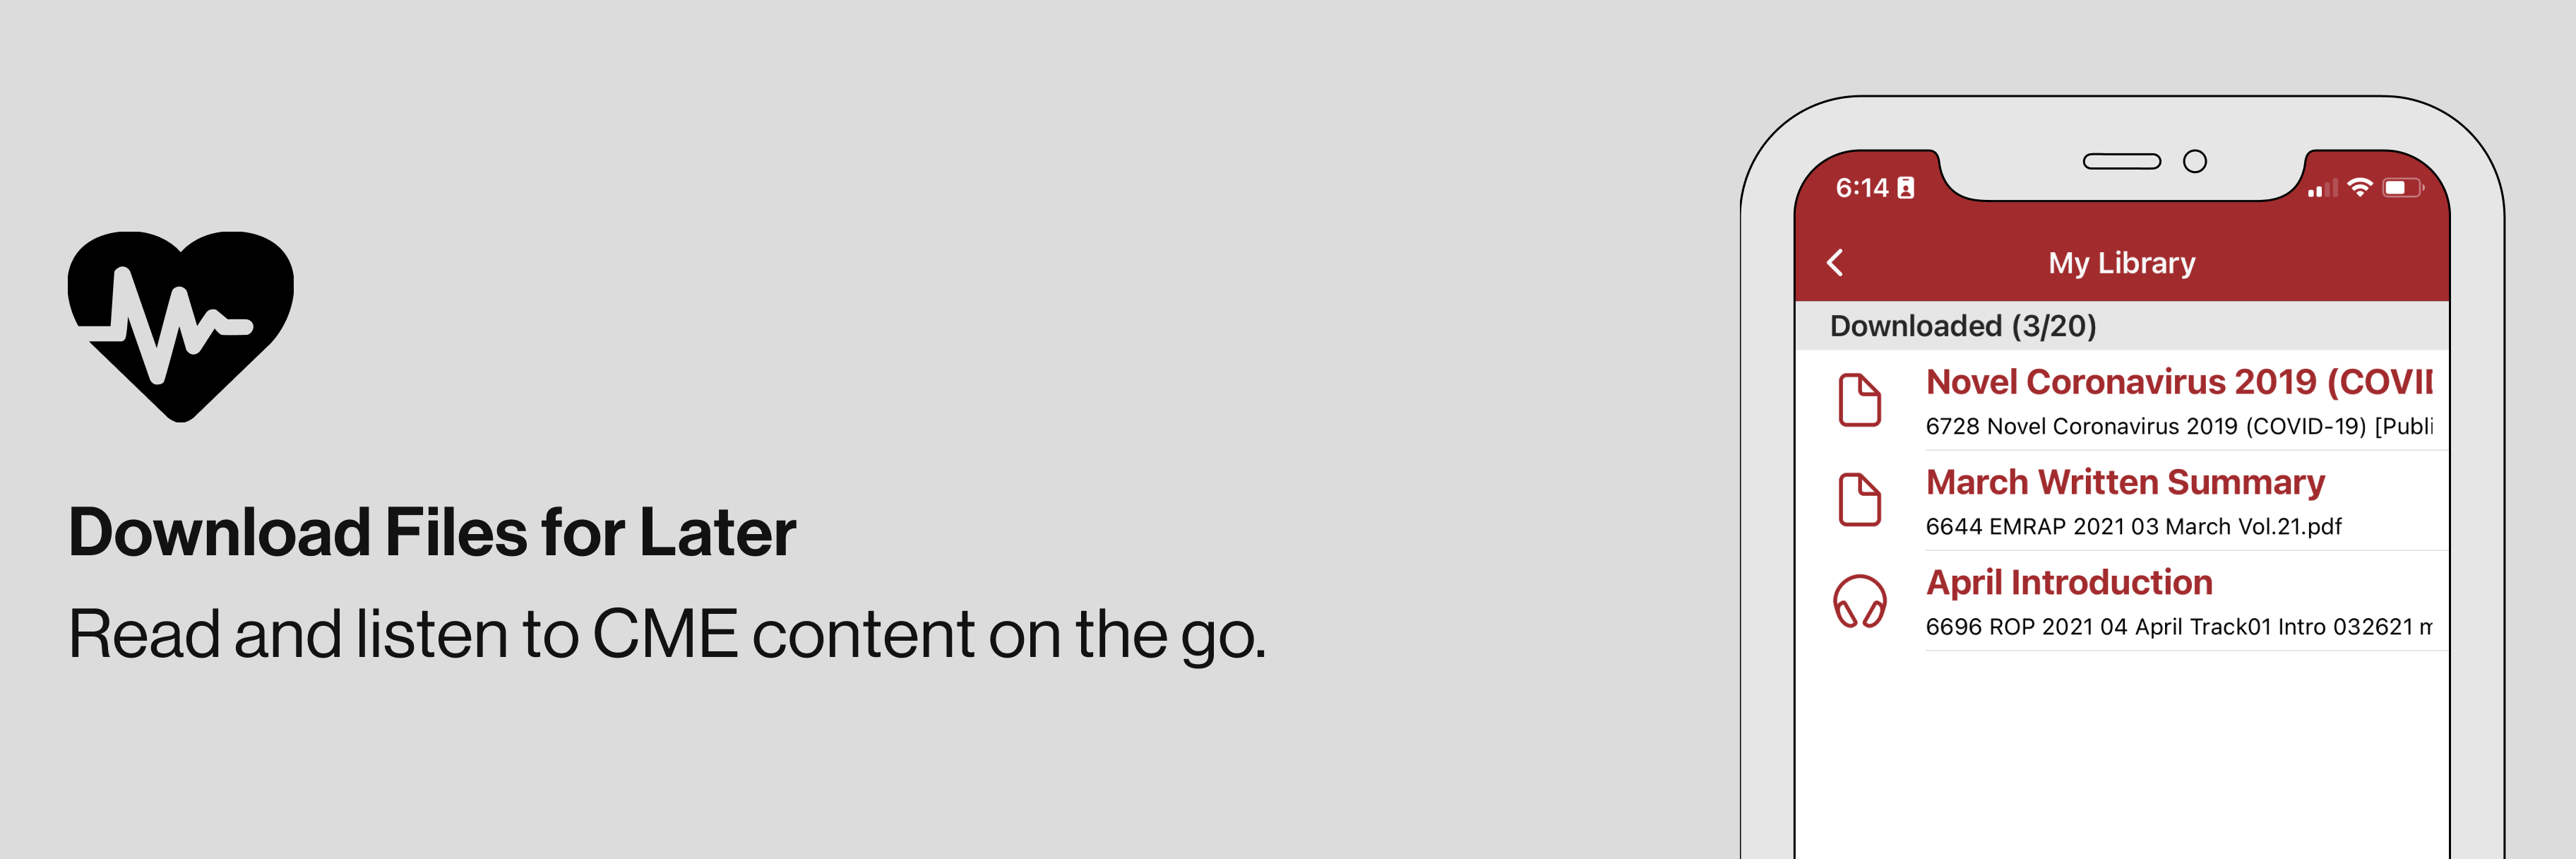 Download Files for Later
Read and listen to CME content on the go.
6:14
My Library
Downloaded (3/20)
Novel Coronavirus 2019 (COVID
6728 Novel Coronavirus 2019 (COVID-19) [Publi
March Written Summary
6644 EMRAP 2021 03 March Vol.21.pdf
April Introduction
6696 ROP 2021 04 April Track01 Intro 032621 m